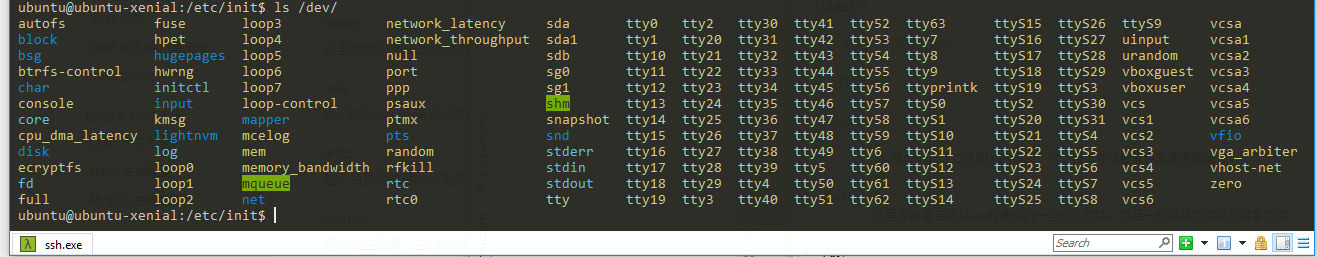 ubuntu@ubuntu-xenial:/etc/init$ ls /dev/
autofs fuse loop3 network_latency sda tty0 tty2 tty30 tty41 tty52 tty63 ttyS15 ttyS26 ttyS9 vcsa
block hpet loop4 network_throughput sda1 tty1 tty20 tty31 tty42 tty53 tty7 ttyS16 ttyS27 uinput vcsa1
bsg hugepages loop5 null sdb tty10 tty21 tty32 tty43 tty54 tty8 ttyS17 ttyS28 urandom vcsa2
btrfs-control hwrng loop6 port sg0 tty11 tty22 tty33 tty44 tty55 tty9 ttyS18 ttyS29 vboxguest vcsa3
char initctl loop7 ppp sg1 tty12 tty23 tty34 tty45 tty56 ttyprintk ttyS19 ttyS3 vboxuser vcsa4
console input loop-control psaux shm tty13 tty24 tty35 tty46 tty57 ttyS0 ttyS2 ttyS30 vcs vcsa5
core kmsg mapper ptmx snapshot tty14 tty25 tty36 tty47 tty58 ttyS1 ttyS20 ttyS31 vcs1 vcsa6
cpu_dma_latency lightnvm mcelog pts snd tty15 tty26 tty37 tty48 tty59 ttyS10 ttyS21 ttyS4 vcs2 vfio
disk log mem random stderr tty16 tty27 tty38 tty49 tty6 ttyS11 ttyS22 ttyS5 vcs3 vga_arbiter
ecryptfs loop0 memory_bandwidth rfkill stdin tty17 tty28 tty39 tty5 tty60 ttyS12 ttyS23 ttyS6 vcs4 vhost-net
fd loop1 mqueue rtc stdout tty18 tty29 tty4 tty50 tty61 ttyS13 ttyS24 ttyS7 vcs5 zero
full loop2 net rtc0 tty tty19 tty3 tty40 tty51 tty62 ttyS14 ttyS25 ttyS8 vcs6
ubuntu@ubuntu-xenial:/etc/init$
λ ssh.exe Search